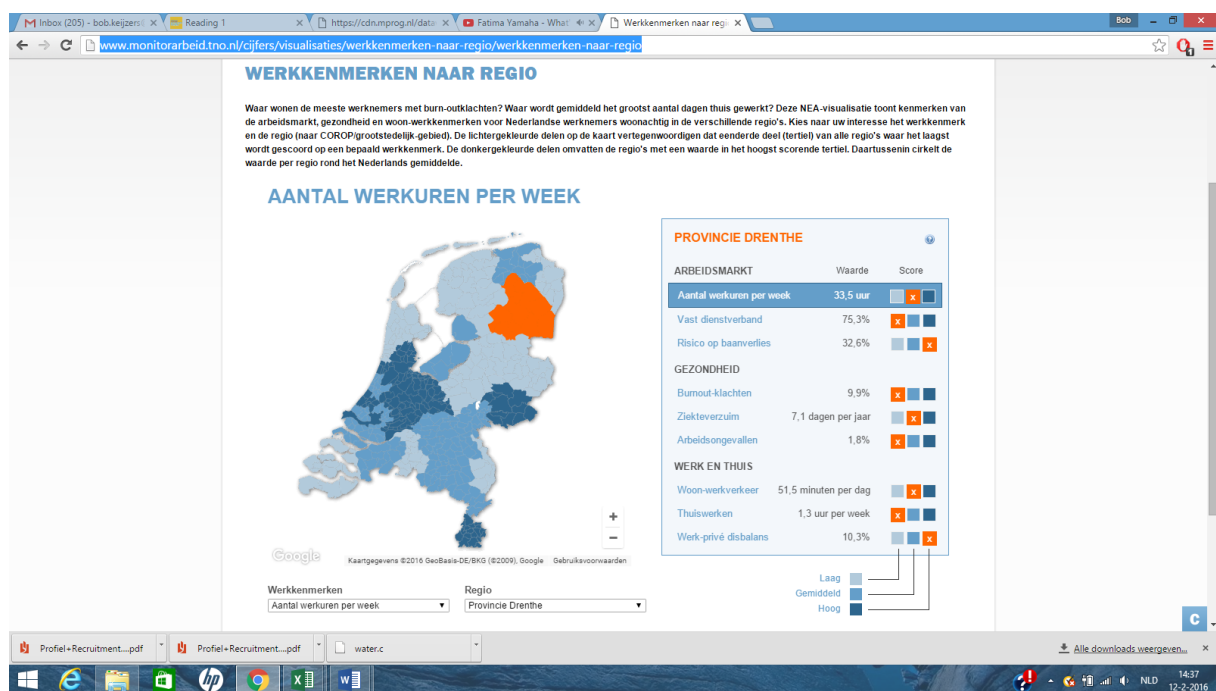 Inbox (205) - bob.keijzers@
Reading 1
https://cdn.mprog.nl/data
Fatima Yamaha - What
Werkkenmerken naar regi
Bob
www.monitorarbeid.tno.nl/cijfers/visualisaties/werkkenmerken-naar-regio/werkkenmerken-naar-regio
WERKKENMERKEN NAAR REGIO
Waar wonen de meeste werknemers met burn-outklachten? Waar wordt gemiddeld het grootst aantal dagen thuis gewerkt? Deze NEA-visualisatie toont kenmerken van
de arbeidsmarkt, gezondheid en woon-werkkenmerken voor Nederlandse werknemers woonachtig in de verschillende regio's. Kies naar uw interesse het werkkenmerk
en de regio (naar COROP/grootstedelijk-gebied). De lichtergekleurde delen op de kaart vertegenwoordigen dat eenderde deel (tertiel) van alle regio's waar het laagst
wordt gescoord op een bepaald werkkenmerk. De donkergekleurde delen omvatten de regio's met een waarde in het hoogst scorende tertiel. Daartussenin cirkelt de
waarde per regio rond het Nederlands gemiddelde.
AANTAL WERKUREN PER WEEK
PROVINCIE DRENTHE
ARBEIDSMARKT Waarde Score
Aantal werkuren per week 33,5 uur x
Vast dienstverband 75,3% x
Risico op baanverlies 32,6% x
GEZONDHEID
Burnout-klachten 9,9% x
Ziekteverzuim 7,1 dagen per jaar x
Arbeidsongevallen 1,8% x
WERK EN THUIS
Woon-werkverkeer 51,5 minuten per dag x
Thuiswerken 1,3 uur per week x
Werk-privé disbalans 10,3% x
Laag
Gemiddeld
Hoog
+
−
Google
Kaartgegevens ©2016 GeoBasis-DE/BKG (©2009), Google Gebruiksvoorwaarden
Werkkenmerken Regio
Aantal werkuren per week Provincie Drenthe
C
Profiel+Recruitment....pdf
Profiel+Recruitment....pdf
water.c
Alle downloads weergeven...
hp
NLD
14:37
12-2-2016